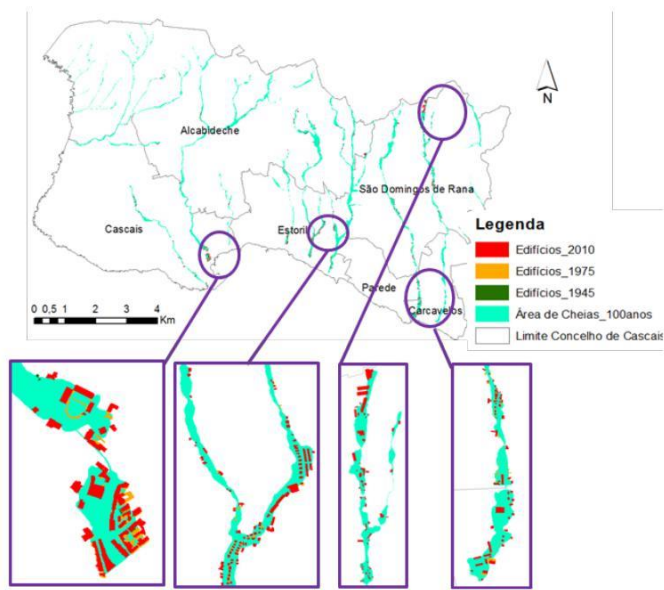 N
Alcabideche
São Domingos de Rana
Cascais
Estoril
Legenda
Edifícios_2010
Parede
Edifícios_1975
Carcavelos
Edifícios_1945
Área de Cheias_100anos
Limite Concelho de Cascais
0 0,5 1 2 3 4
Km